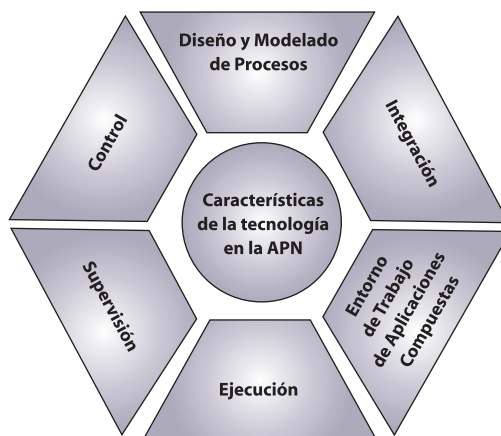 Diseño y Modelado
de Procesos
Integración
Entorno
de Trabajo
de Aplicaciones
Compuestas
Ejecución
Supervisión
Control
Características
de la tecnología
en la APN